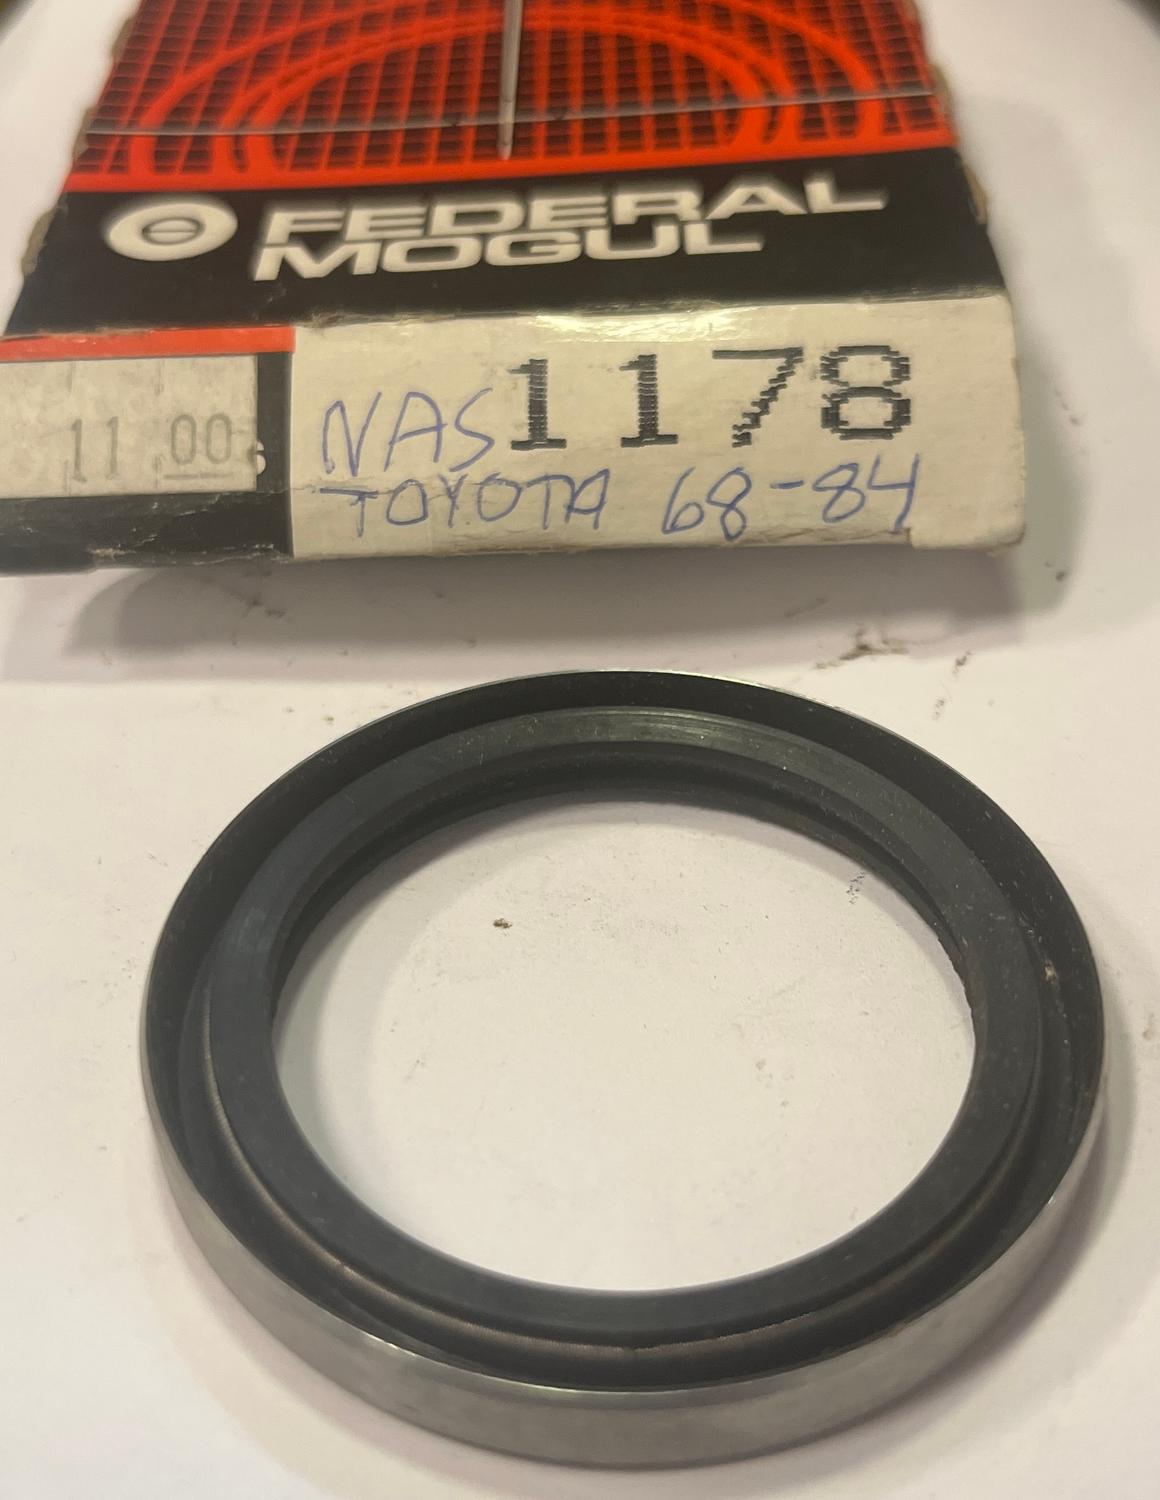 FEDERAL
MOGUL
11.00
NAS 1178
TOYOTA 68-84